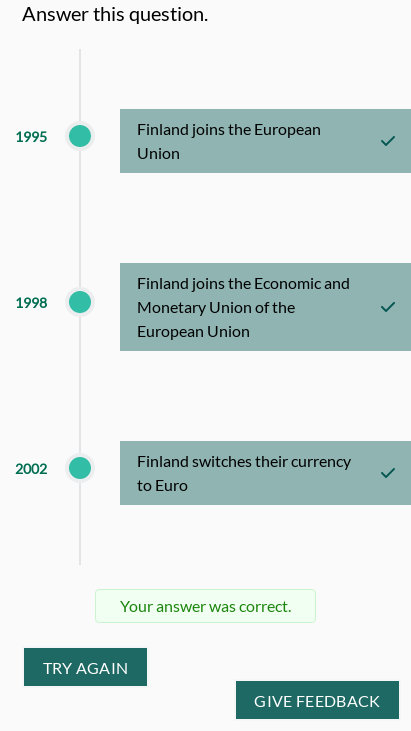 Answer this question.
1995
Finland joins the European
Union
1998
Finland joins the Economic and
Monetary Union of the
European Union
2002
Finland switches their currency
to Euro
Your answer was correct.
TRY AGAIN
GIVE FEEDBACK